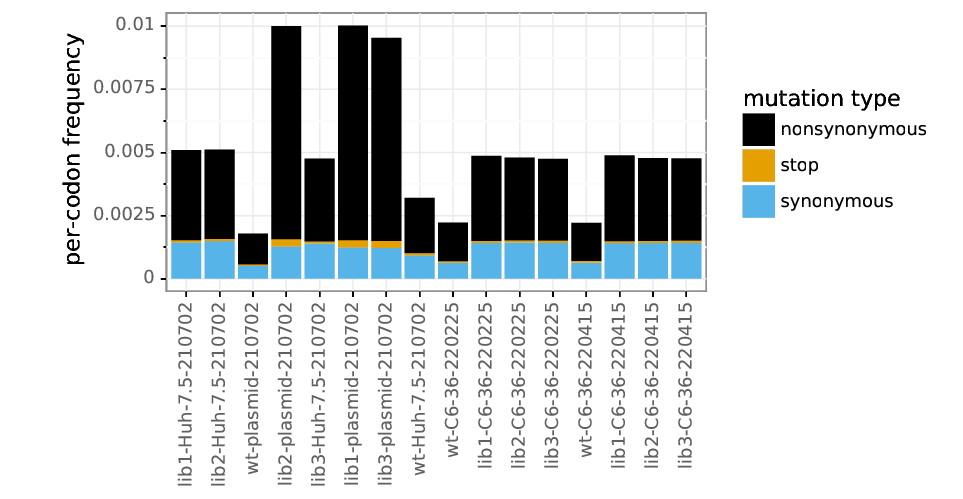 per-codon frequency
0.01
0.0075
0.005
0.0025
0
lib1-Huh-7.5-210702
lib2-Huh-7.5-210702
wt-plasmid-210702
lib2-plasmid-210702
lib3-Huh-7.5-210702
lib1-plasmid-210702
lib3-plasmid-210702
wt-Huh-7.5-210702
wt-C6-36-220225
lib1-C6-36-220225
lib2-C6-36-220225
lib3-C6-36-220225
wt-C6-36-220415
lib1-C6-36-220415
lib2-C6-36-220415
lib3-C6-36-220415
mutation type
nonsynonymous
stop
synonymous